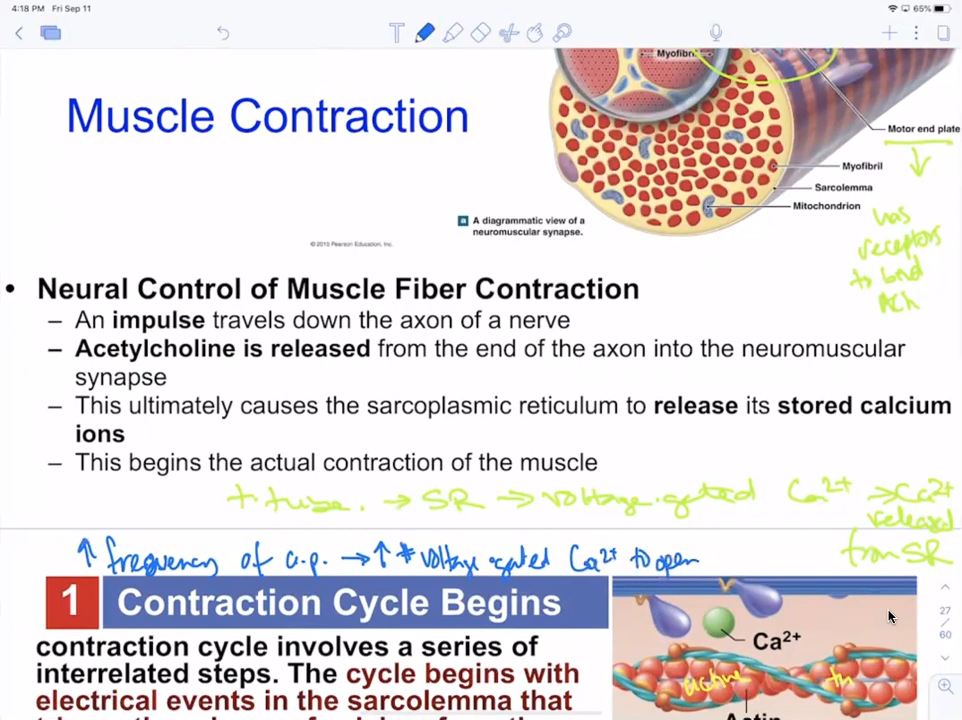 4:18 PM Fri Sep 11
65%
T
Myofibril
Muscle Contraction
Motor end plate
Myofibril
Sarcolemma
Mitochondrion
a A diagrammatic view of a
neuromuscular synapse.
© 2013 Pearson Education, Inc.
has
receptors
to bind
ACh
• Neural Control of Muscle Fiber Contraction
– An impulse travels down the axon of a nerve
– Acetylcholine is released from the end of the axon into the neuromuscular
synapse
– This ultimately causes the sarcoplasmic reticulum to release its stored calcium
ions
– This begins the actual contraction of the muscle
t. tube. → SR → voltage-gated Ca2+ → Ca2+
released
from SR
↑ frequency of a.p. → ↑ # voltage gated Ca2+ to open
27
60
1 Contraction Cycle Begins
contraction cycle involves a series of
interrelated steps. The cycle begins with
electrical events in the sarcolemma that
Ca2+
active
Actin